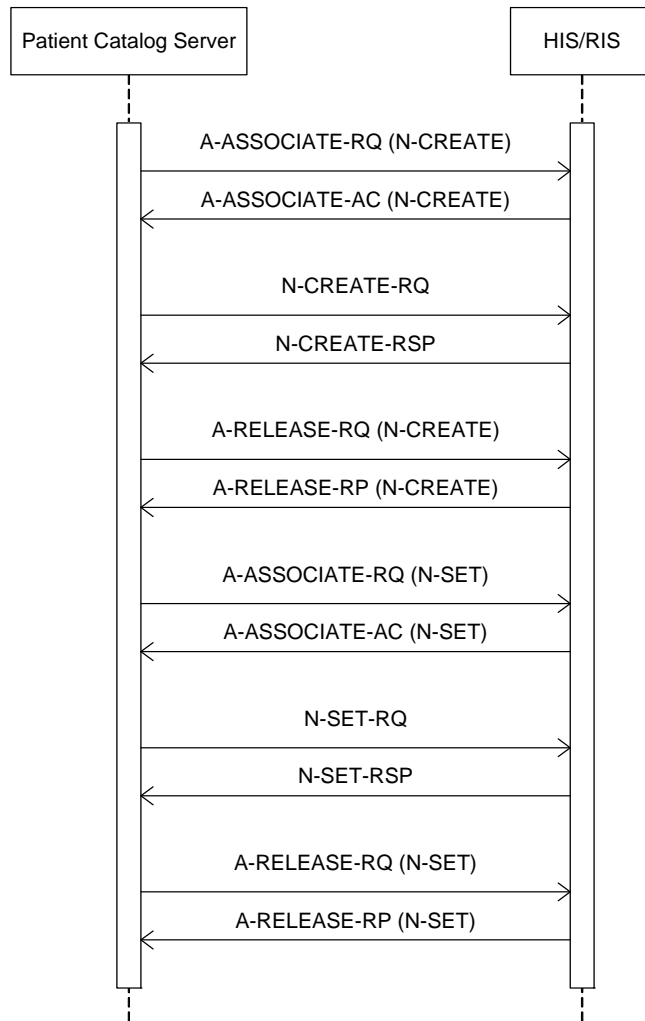 Patient Catalog Server
HIS/RIS
A-ASSOCIATE-RQ (N-CREATE)
A-ASSOCIATE-AC (N-CREATE)
N-CREATE-RQ
N-CREATE-RSP
A-RELEASE-RQ (N-CREATE)
A-RELEASE-RP (N-CREATE)
A-ASSOCIATE-RQ (N-SET)
A-ASSOCIATE-AC (N-SET)
N-SET-RQ
N-SET-RSP
A-RELEASE-RQ (N-SET)
A-RELEASE-RP (N-SET)